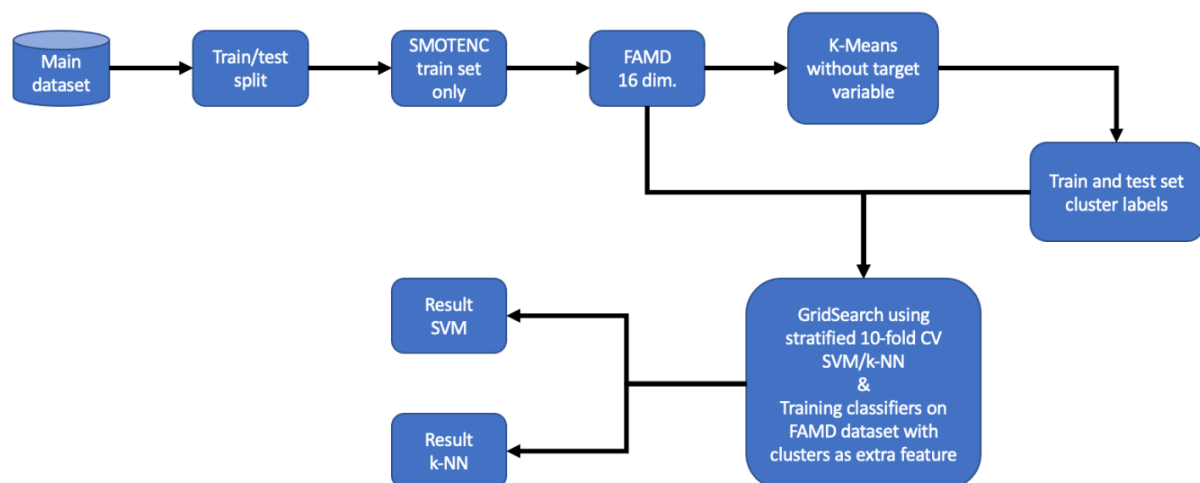 Main
dataset
Train/test
split
SMOTENC
train set
only
FAMD
16 dim.
K-Means
without target
variable
Train and test set
cluster labels
GridSearch using
stratified 10-fold CV
SVM/k-NN
&
Training classifiers on
FAMD dataset with
clusters as extra feature
Result
SVM
Result
k-NN